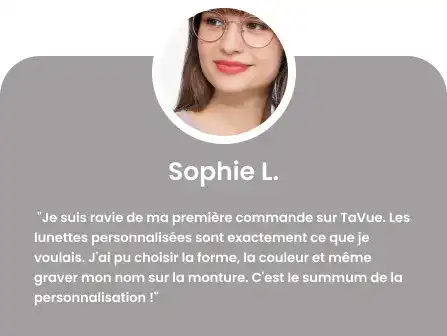 Sophie L.
"Je suis ravie de ma première commande sur TaVue. Les
lunettes personnalisées sont exactement ce que je
voulais. J'ai pu choisir la forme, la couleur et même
graver mon nom sur la monture. C'est le summum de la
personnalisation !"